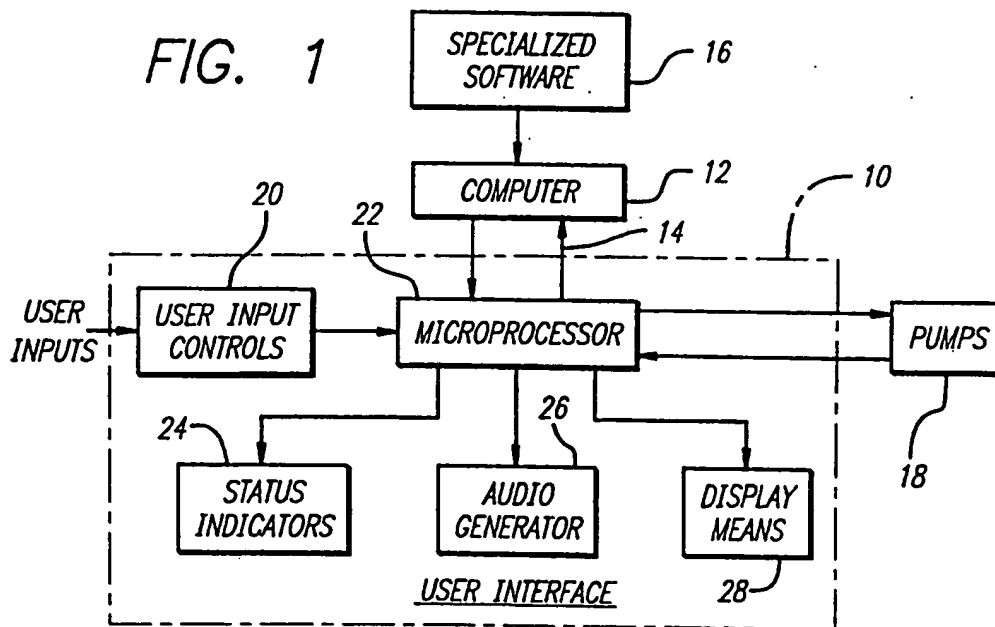 FIG. 1
SPECIALIZED
SOFTWARE
16
COMPUTER
12
10
20
22
14
USER
INPUTS
USER INPUT
CONTROLS
MICROPROCESSOR
PUMPS
18
24
STATUS
INDICATORS
26
AUDIO
GENERATOR
DISPLAY
MEANS
28
USER INTERFACE